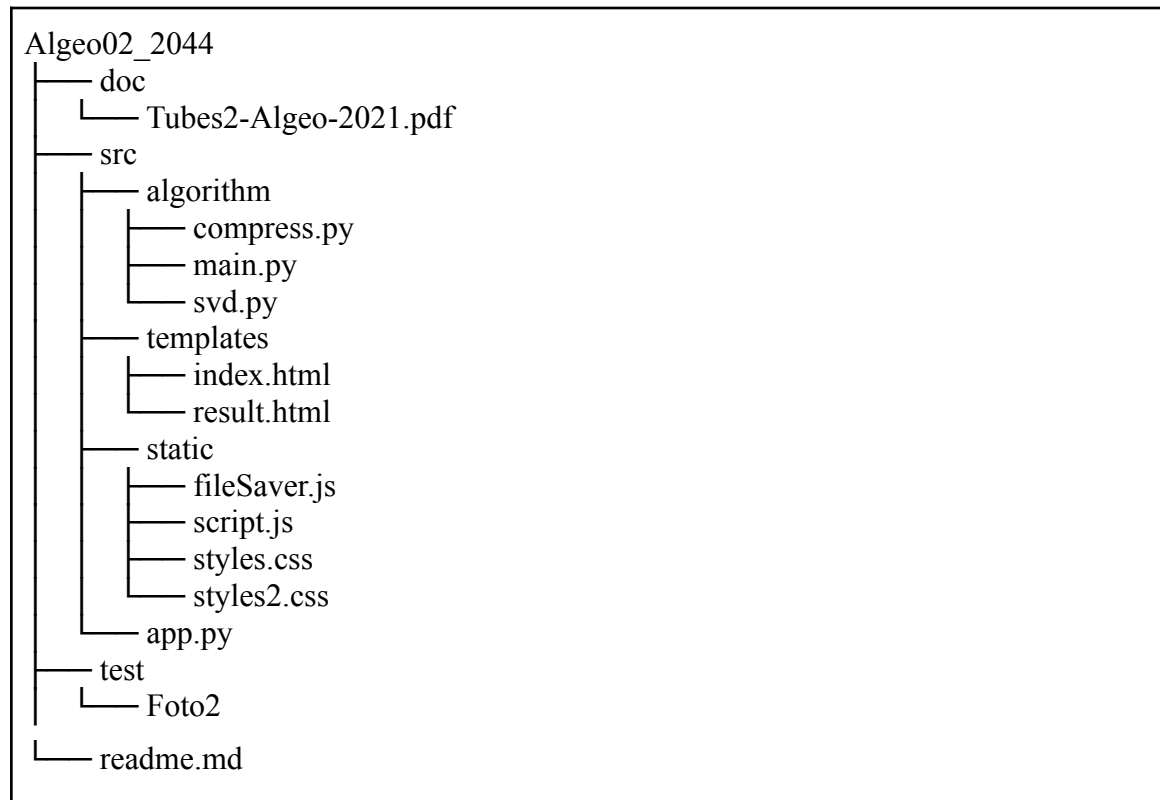 Algeo02_2044
├── doc
│   └── Tubes2-Algeo-2021.pdf
├── src
│   ├── algorithm
│   │   ├── compress.py
│   │   ├── main.py
│   │   └── svd.py
│   ├── templates
│   │   ├── index.html
│   │   └── result.html
│   ├── static
│   │   ├── fileSaver.js
│   │   ├── script.js
│   │   ├── styles.css
│   │   └── styles2.css
│   └── app.py
├── test
│   └── Foto2
│
└── readme.md